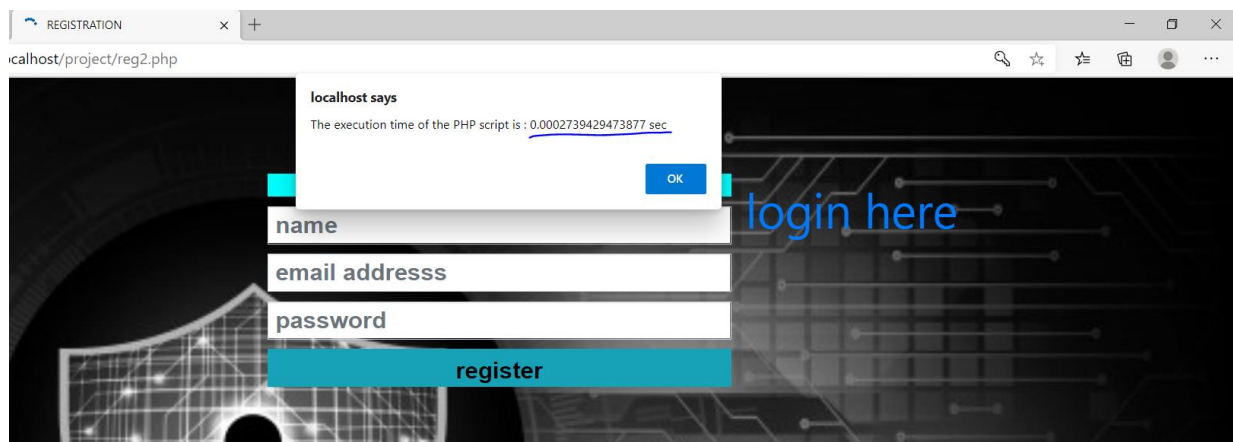 REGISTRATION
ocalhost/project/reg2.php
localhost says
The execution time of the PHP script is : 0.0002739429473877 sec
OK
login here
name
email addresss
password
register